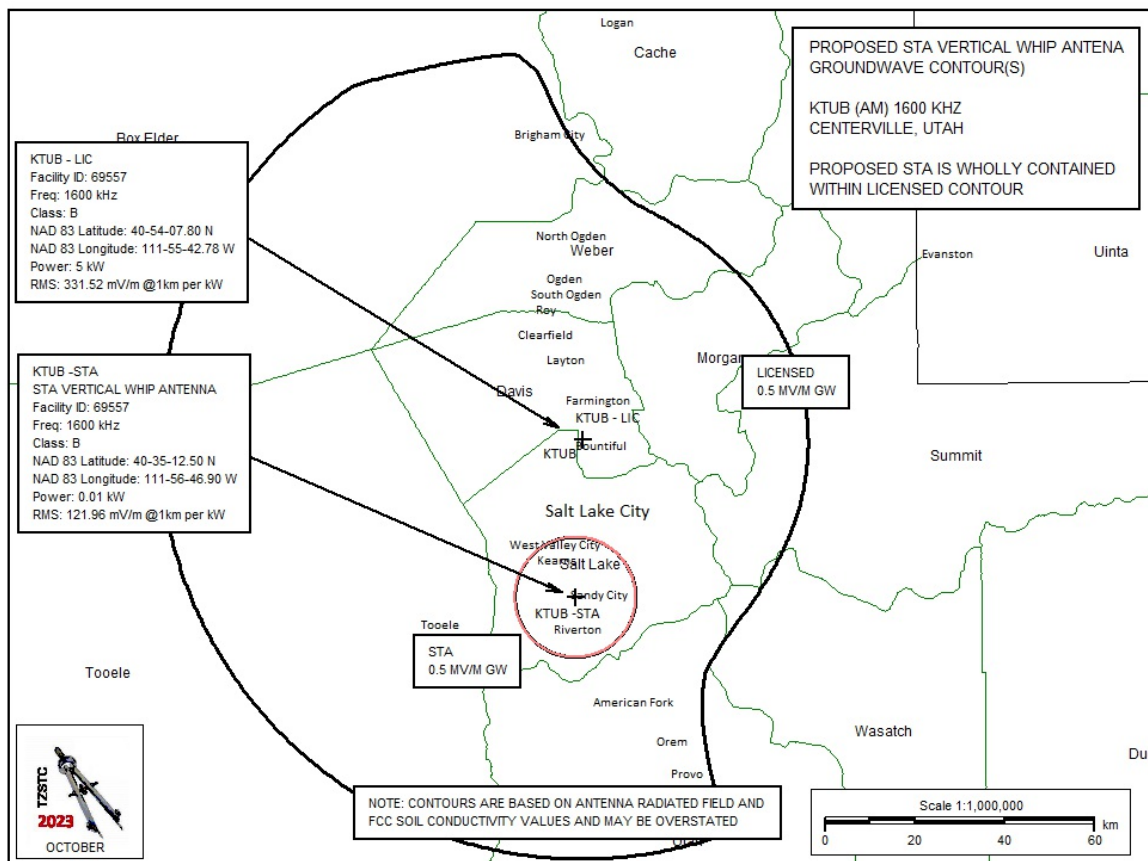 Logan
Cache
PROPOSED STA VERTICAL WHIP ANTENA
GROUNDWAVE CONTOUR(S)
KTUB (AM) 1600 KHZ
CENTERVILLE, UTAH
PROPOSED STA IS WHOLLY CONTAINED
WITHIN LICENSED CONTOUR
Brigham City
Box Elder
KTUB - LIC
Facility ID: 69557
Freq: 1600 kHz
Class: B
NAD 83 Latitude: 40-54-07.80 N
NAD 83 Longitude: 111-55-42.78 W
Power: 5 kW
RMS: 331.52 mV/m @1km per kW
North Ogden
Weber
Evanston
Uinta
Ogden
South Ogden
Roy
Clearfield
Layton
Morgan
LICENSED
0.5 MV/M GW
KTUB -STA
STA VERTICAL WHIP ANTENNA
Facility ID: 69557
Freq: 1600 kHz
Class: B
NAD 83 Latitude: 40-35-12.50 N
NAD 83 Longitude: 111-56-46.90 W
Power: 0.01 kW
RMS: 121.96 mV/m @1km per kW
Davis
Farmington
KTUB - LIC
Bountiful
KTUB
Summit
Salt Lake City
West Valley City
Kearns
Salt Lake
Sandy City
KTUB -STA
Riverton
Tooele
STA
0.5 MV/M GW
Tooele
American Fork
Wasatch
Orem
Provo
Du
TZSTC
2023
OCTOBER
NOTE: CONTOURS ARE BASED ON ANTENNA RADIATED FIELD AND
FCC SOIL CONDUCTIVITY VALUES AND MAY BE OVERSTATED
Scale 1:1,000,000
km
0 20 40 60